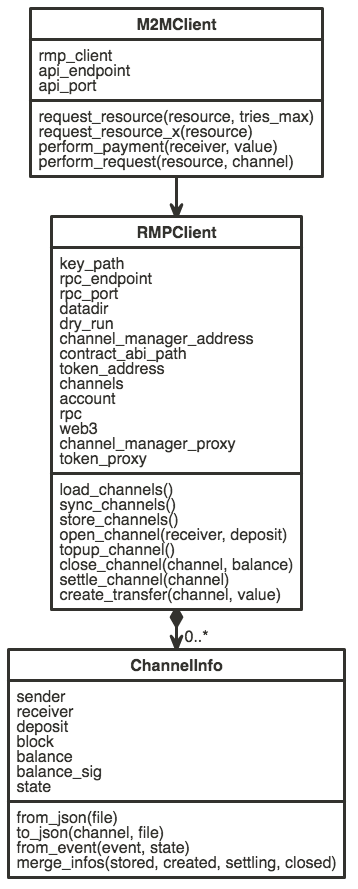 M2MClient
rmp_client
api_endpoint
api_port
request_resource(resource, tries_max)
request_resource_x(resource)
perform_payment(receiver, value)
perform_request(resource, channel)
RMPClient
key_path
rpc_endpoint
rpc_port
datadir
dry_run
channel_manager_address
contract_abi_path
token_address
channels
account
rpc
web3
channel_manager_proxy
token_proxy
load_channels()
sync_channels()
store_channels()
open_channel(receiver, deposit)
topup_channel()
close_channel(channel, balance)
settle_channel(channel)
create_transfer(channel, value)
0..*
ChannelInfo
sender
receiver
deposit
block
balance
balance_sig
state
from_json(file)
to_json(channel, file)
from_event(event, state)
merge_infos(stored, created, settling, closed)